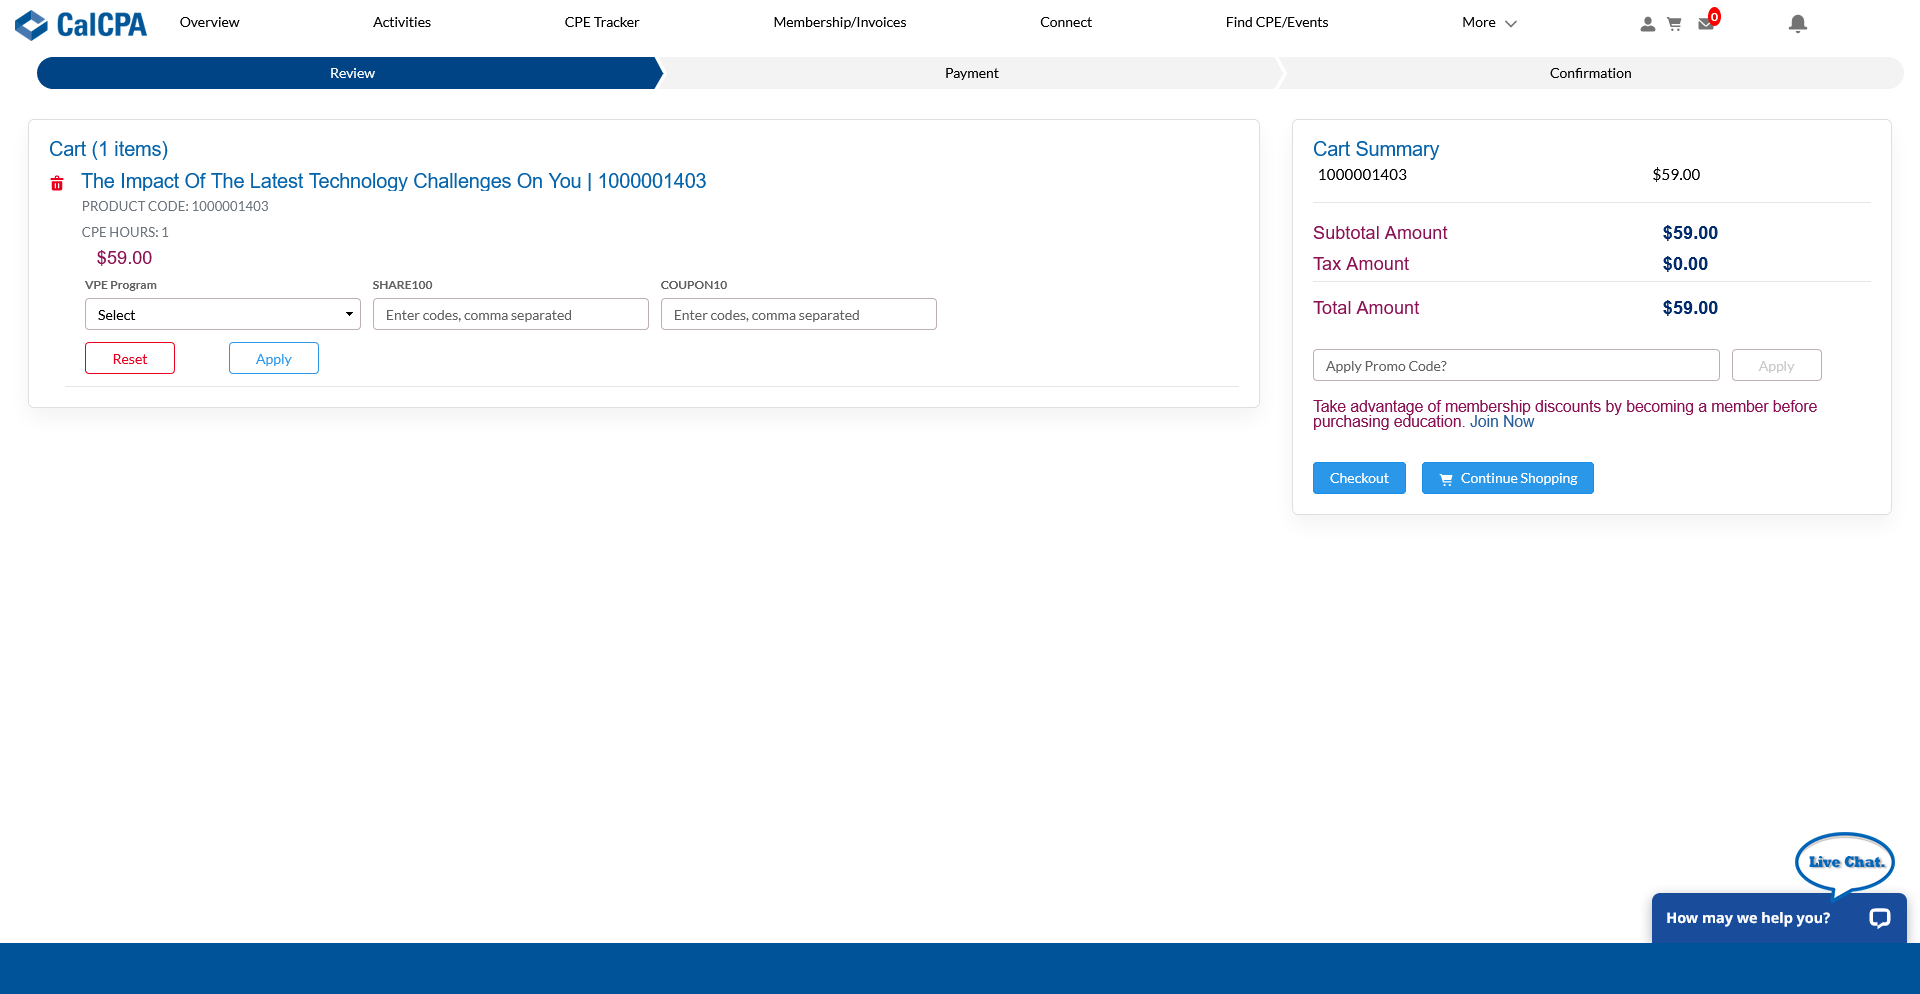 CalCPA
Overview
Activities
CPE Tracker
Membership/Invoices
Connect
Find CPE/Events
More
0
Review
Payment
Confirmation
Cart (1 items)
The Impact Of The Latest Technology Challenges On You | 1000001403
PRODUCT CODE: 1000001403
CPE HOURS: 1
$59.00
VPE Program
SHARE100
COUPON10
Select
Enter codes, comma separated
Enter codes, comma separated
Reset
Apply
Cart Summary
1000001403 $59.00
Subtotal Amount $59.00
Tax Amount $0.00
Total Amount $59.00
Apply Promo Code?
Apply
Take advantage of membership discounts by becoming a member before
purchasing education. Join Now
Checkout
Continue Shopping
Live Chat.
How may we help you?